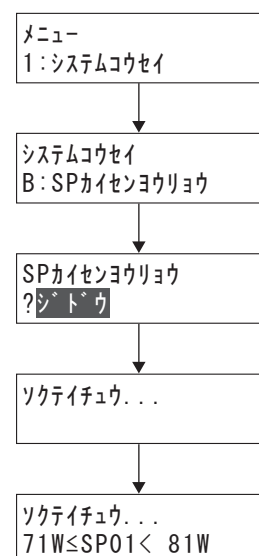 メニュー
1:システムコウセイ
システムコウセイ
B:SPカイセンヨウリョウ
SPカイセンヨウリョウ
?ジドウ
ソクテイチュウ...
ソクテイチュウ...
71W≤SP01< 81W